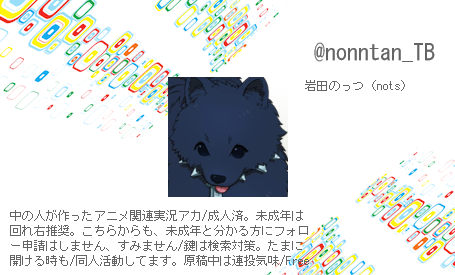 @nonntan_TB
岩田のっつ（nots）
中の人が作ったアニメ関連実況アカ/成人済。未成年は
回れ右推奨。こちらからも、未成年と分かる方にフォロ
ー申請はしません、すみません/鍵は検索対策。たまに
開ける時も/同人活動してます。原稿中は連投気味/Free